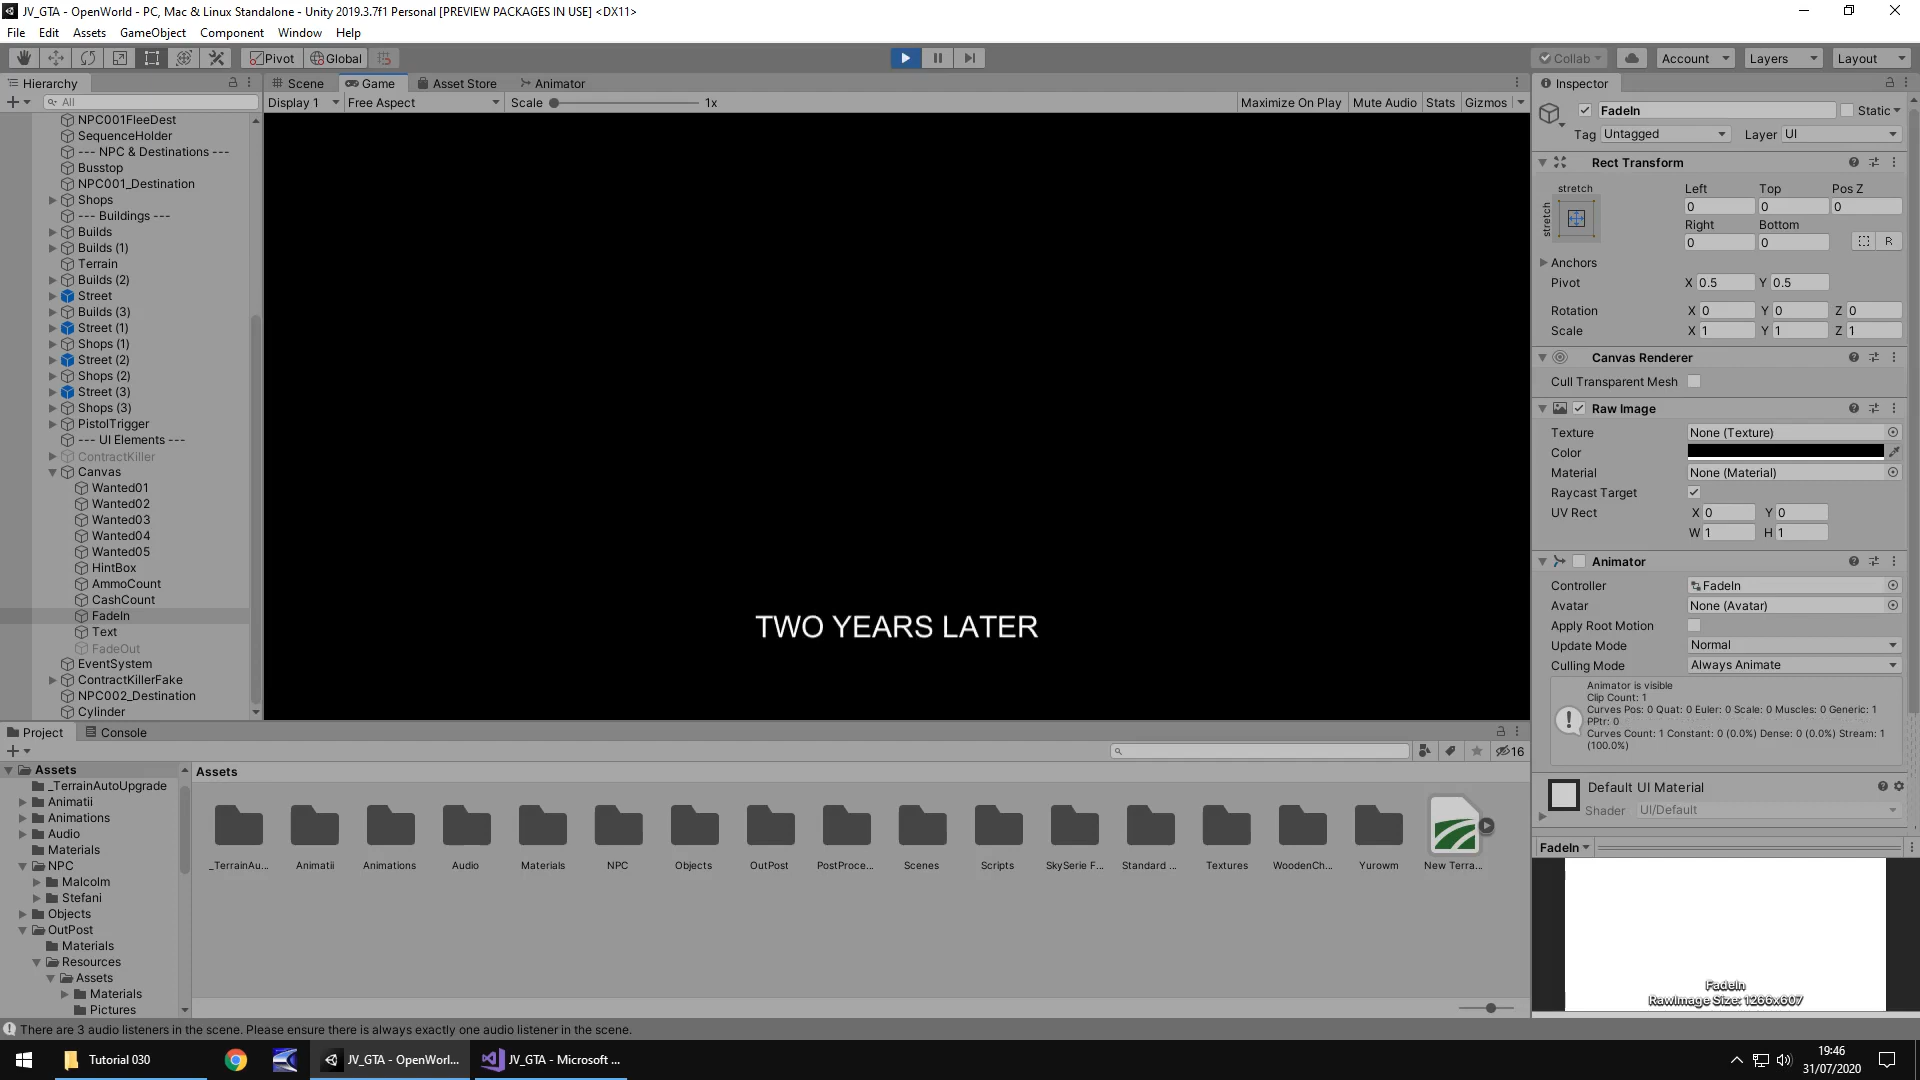 JV_GTA - OpenWorld - PC, Mac & Linux Standalone - Unity 2019.3.7f1 Personal [PREVIEW PACKAGES IN USE] <DX11>
File Edit Assets GameObject Component Window Help
Pivot Global Collab Account Layers Layout
Hierarchy
All
NPC001FleeDest
SequenceHolder
--- NPC & Destinations ---
Busstop
NPC001_Destination
Shops
--- Buildings ---
Builds
Builds (1)
Terrain
Builds (2)
Street
Builds (3)
Street (1)
Shops (1)
Street (2)
Shops (2)
Street (3)
Shops (3)
PistolTrigger
--- UI Elements ---
ContractKiller
Canvas
Wanted01
Wanted02
Wanted03
Wanted04
Wanted05
HintBox
AmmoCount
CashCount
FadeIn
Text
FadeOut
EventSystem
ContractKillerFake
NPC002_Destination
Cylinder
Scene Game Asset Store Animator
Display 1 Free Aspect Scale 1x Maximize On Play Mute Audio Stats Gizmos
TWO YEARS LATER
Inspector
FadeIn Static
Tag Untagged Layer UI
Rect Transform
stretch
stretch
Left Top Pos Z
0 0 0
Right Bottom
0 0 R
Anchors
Pivot X 0.5 Y 0.5
Rotation X 0 Y 0 Z 0
Scale X 1 Y 1 Z 1
Canvas Renderer
Cull Transparent Mesh
Raw Image
Texture None (Texture)
Color
Material None (Material)
Raycast Target
UV Rect X 0 Y 0
W 1 H 1
Animator
Controller FadeIn
Avatar None (Avatar)
Apply Root Motion
Update Mode Normal
Culling Mode Always Animate
Animator is visible
Clip Count: 1
Curves Pos: 0 Quat: 0 Euler: 0 Scale: 0 Muscles: 0 Generic: 1
PPtr: 0
Curves Count: 1 Constant: 0 (0.0%) Dense: 0 (0.0%) Stream: 1
(100.0%)
Default UI Material
Shader UI/Default
FadeIn
FadeIn
RawImage Size: 1266x607
Project Console
16
Assets
_TerrainAutoUpgrade
Animatii
Animations
Audio
Materials
NPC
Malcolm
Stefani
Objects
OutPost
Materials
Resources
Assets
Materials
Pictures
Assets
_TerrainAu... Animatii Animations Audio Materials NPC Objects OutPost PostProce... Scenes Scripts SkySerie F... Standard ... Textures WoodenCh... Yurowm New Terra...
There are 3 audio listeners in the scene. Please ensure there is always exactly one audio listener in the scene.
Tutorial 030 JV_GTA - OpenWorl... JV_GTA - Microsoft ...
19:46
31/07/2020